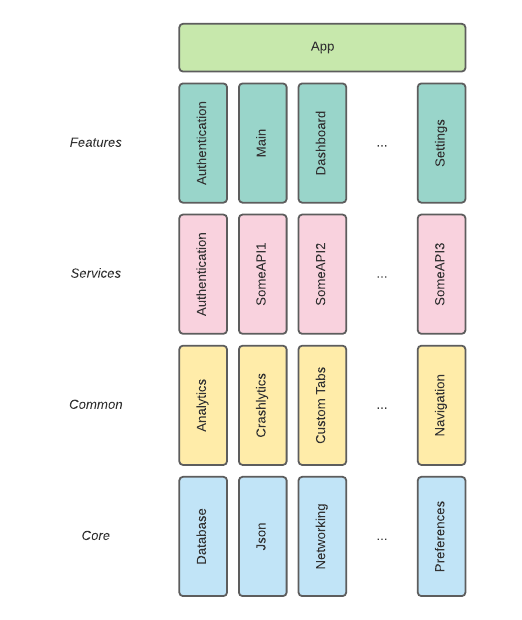 App
Features
Authentication
Main
Dashboard
...
Settings
Services
Authentication
SomeAPI1
SomeAPI2
...
SomeAPI3
Common
Analytics
Crashlytics
Custom Tabs
...
Navigation
Core
Database
Json
Networking
...
Preferences